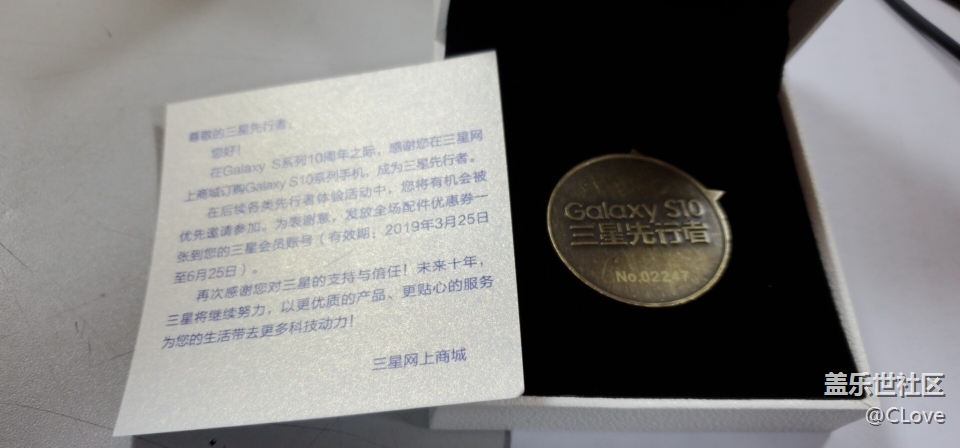 尊敬的三星先行者：
您好！
在Galaxy S系列10周年之际，感谢您在三星网
上商城订购Galaxy S10系列手机，成为三星先行者。
在后续各类先行者体验活动中，您将有机会被
优先邀请参加。为表谢意，发放全场配件优惠券一
张到您的三星会员账号（有效期：2019年3月25日
至6月25日）。
再次感谢您对三星的支持与信任！未来十年，
三星将继续努力，以更优质的产品、更贴心的服务
为您的生活带去更多科技动力！
三星网上商城
Galaxy S10
三星先行者
No.02247
盖乐世社区
@CLove